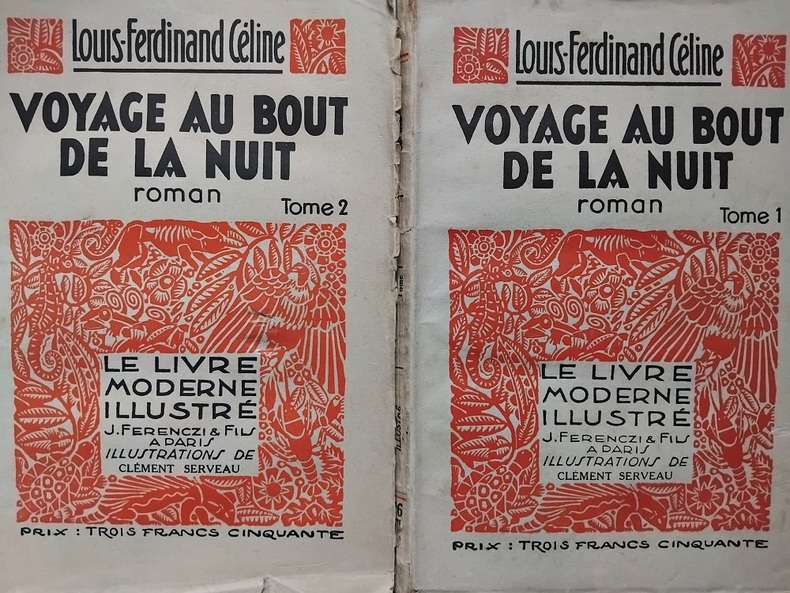 Louis-Ferdinand Céline
VOYAGE AU BOUT
DE LA NUIT
roman
Tome 2
LE LIVRE
MODERNE
ILLUSTRÉ
J. FERENCZI & FILS
A PARIS
ILLUSTRATIONS DE
CLÉMENT SERVEAU
PRIX : TROIS FRANCS CINQUANTE
Louis-Ferdinand Céline
VOYAGE AU BOUT
DE LA NUIT
roman
Tome 1
LE LIVRE
MODERNE
ILLUSTRÉ
J. FERENCZI & FILS
A PARIS
ILLUSTRATIONS DE
CLÉMENT SERVEAU
PRIX : TROIS FRANCS CINQUANTE